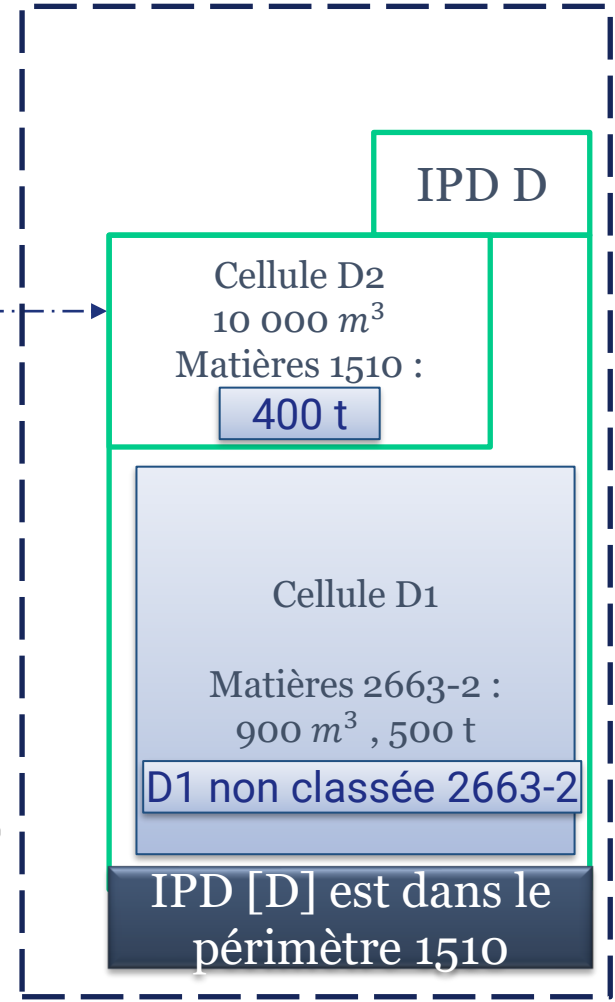 IPD D
Cellule D2
10 000 m³
Matières 1510 :
400 t
Cellule D1
Matières 2663-2 :
900 m³ , 500 t
D1 non classée 2663-2
IPD [D] est dans le
périmètre 1510